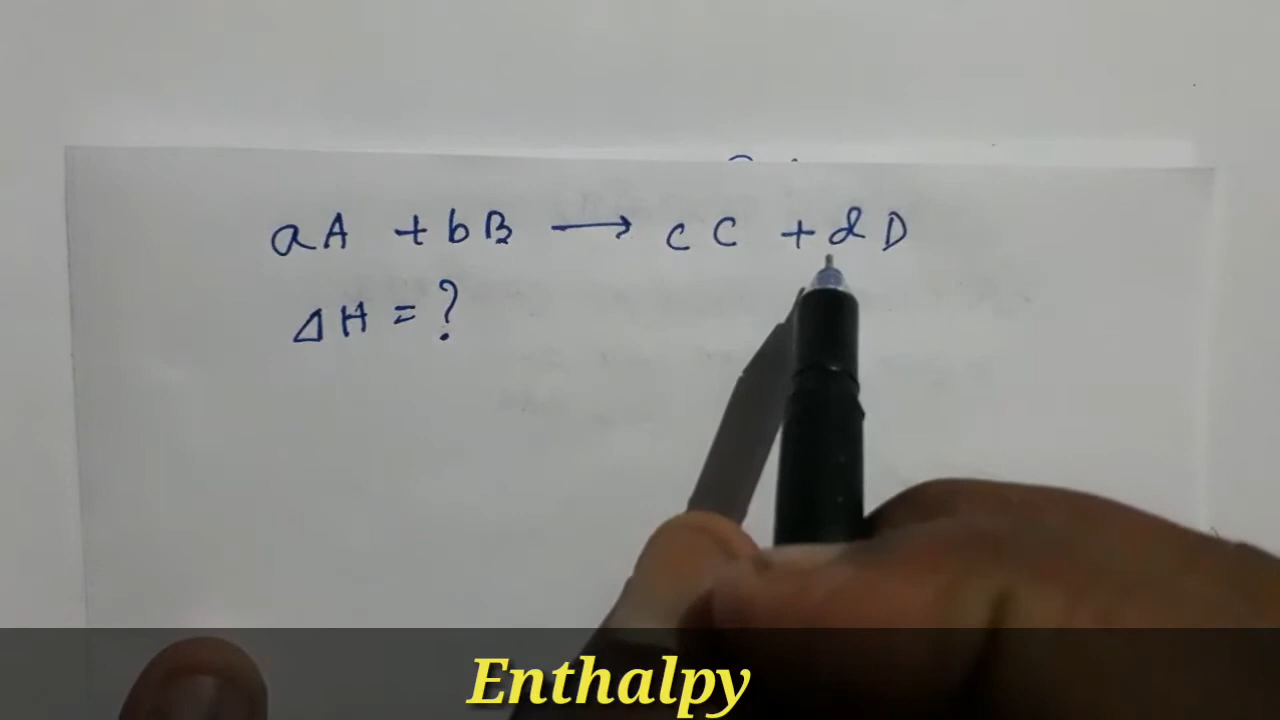 aA + bB → cC + dD
ΔH = ?
Enthalpy